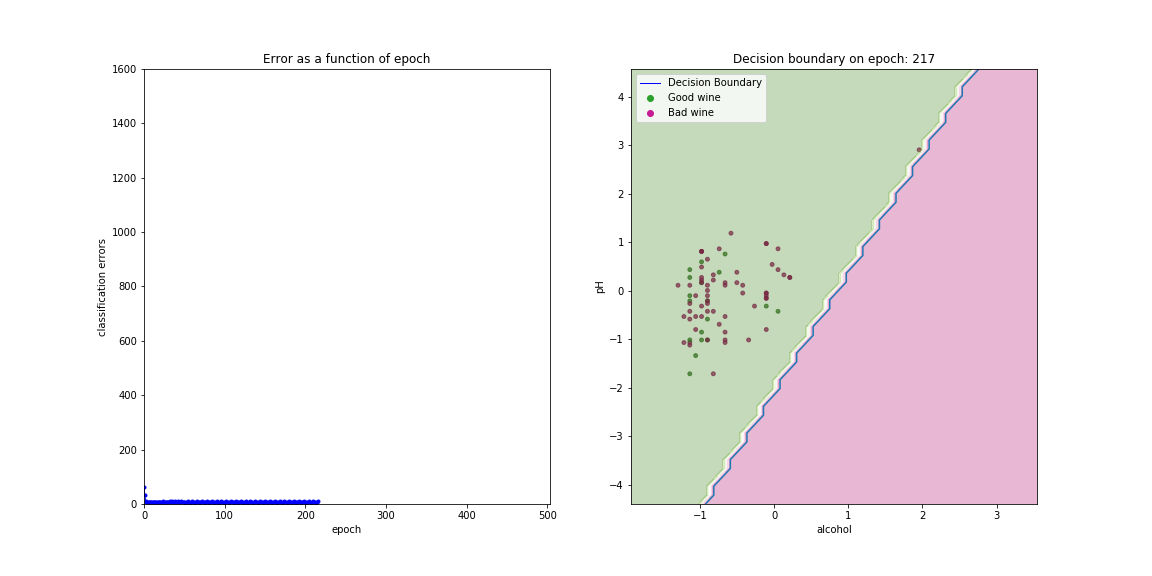 Error as a function of epoch
1600
1400
1200
1000
800
600
400
200
0
0 100 200 300 400 500
epoch
classification errors
Decision boundary on epoch: 217
Decision Boundary
Good wine
Bad wine
4
3
2
1
0
−1
−2
−3
−4
−1 0 1 2 3
alcohol
pH